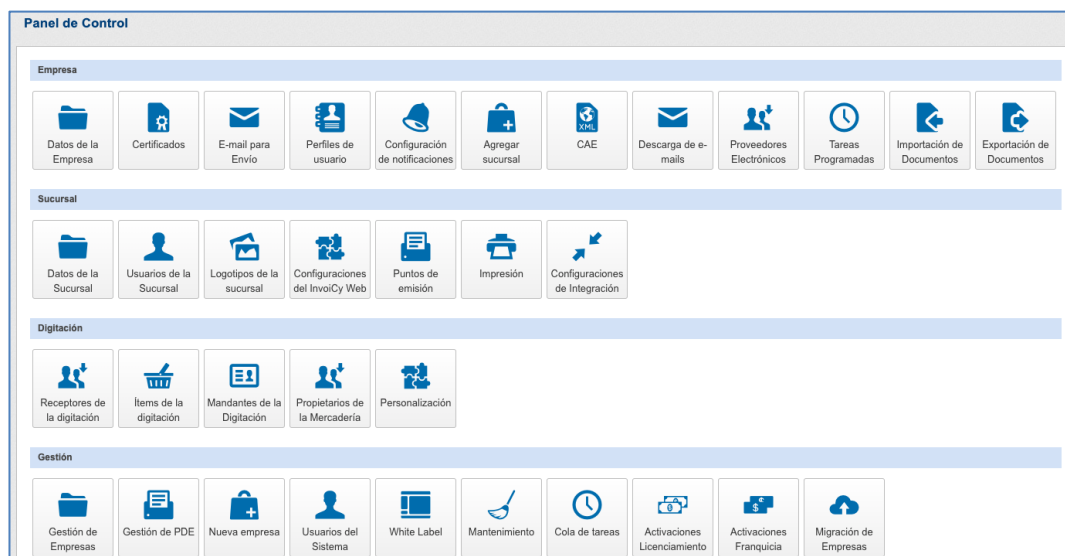 Panel de Control
Empresa
Datos de la
Empresa
Certificados
E-mail para
Envío
Perfiles de
usuario
Configuración
de notificaciones
Agregar
sucursal
XML
CAE
Descarga de e-
mails
Proveedores
Electrónicos
Tareas
Programadas
Importación de
Documentos
Exportación de
Documentos
Sucursal
Datos de la
Sucursal
Usuarios de la
Sucursal
Logotipos de la
sucursal
Configuraciones
del InvoiCy Web
Puntos de
emisión
Impresión
Configuraciones
de Integración
Digitación
Receptores de
la digitación
Ítems de la
digitación
Mandantes de la
Digitación
Propietarios de
la Mercadería
Personalización
Gestión
Gestión de
Empresas
Gestión de PDE
Nueva empresa
Usuarios del
Sistema
White Label
Mantenimiento
Cola de tareas
Activaciones
Licenciamiento
Activaciones
Franquicia
Migración de
Empresas